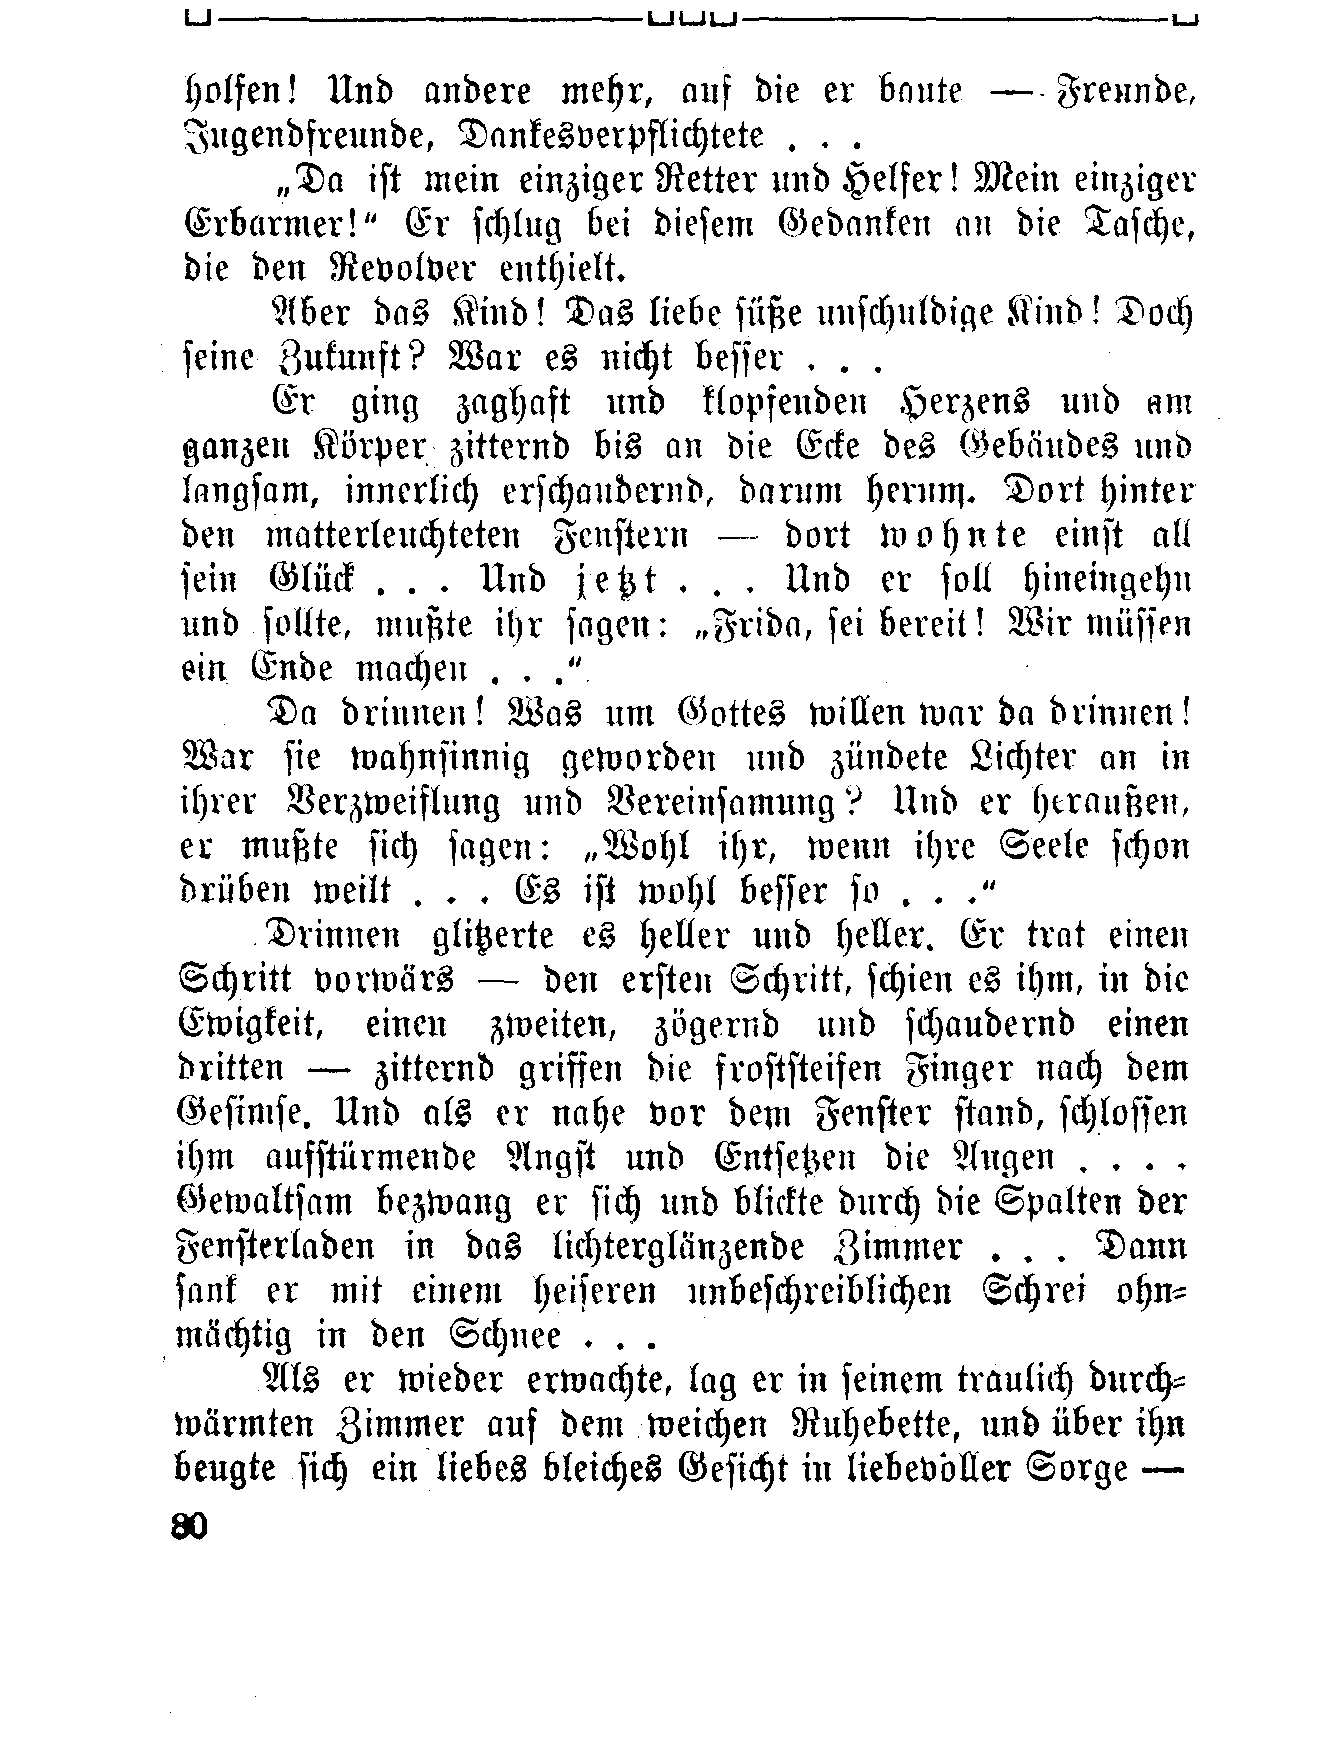 holfen! Und andere mehr, auf die er baute — Freunde,
Jugendfreunde, Dankesverpflichtete . . .
„Da ist mein einziger Retter und Helfer! Mein einziger
Erbarmer!“ Er schlug bei diesem Gedanken an die Tasche,
die den Revolver enthielt.
Aber das Kind! Das liebe süße unschuldige Kind! Doch
seine Zukunft? War es nicht besser . . .
Er ging zaghaft und klopfenden Herzens und am
ganzen Körper zitternd bis an die Ecke des Gebäudes und
langsam, innerlich erschaudernd, darum herum. Dort hinter
den matterleuchteten Fenstern — dort wohnte einst all
sein Glück . . . Und jetzt . . . Und er soll hineingehn
und sollte, mußte ihr sagen: „Frida, sei bereit! Wir müssen
ein Ende machen . . .“
Da drinnen! Was um Gottes willen war da drinnen!
War sie wahnsinnig geworden und zündete Lichter an in
ihrer Verzweiflung und Vereinsamung? Und er heraußen,
er mußte sich sagen: „Wohl ihr, wenn ihre Seele schon
drüben weilt . . . Es ist wohl besser so . . .“
Drinnen glitzerte es heller und heller. Er trat einen
Schritt vorwärs — den ersten Schritt, schien es ihm, in die
Ewigkeit, einen zweiten, zögernd und schaudernd einen
dritten — zitternd griffen die froststeifen Finger nach dem
Gesimse. Und als er nahe vor dem Fenster stand, schlossen
ihm aufstürmende Angst und Entsetzen die Augen . . . .
Gewaltsam bezwang er sich und blickte durch die Spalten der
Fensterladen in das lichterglänzende Zimmer . . . Dann
sank er mit einem heiseren unbeschreiblichen Schrei ohn-
mächtig in den Schnee . . .
Als er wieder erwachte, lag er in seinem traulich durch-
wärmten Zimmer auf dem weichen Ruhebette, und über ihn
beugte sich ein liebes bleiches Gesicht in liebevoller Sorge —
80